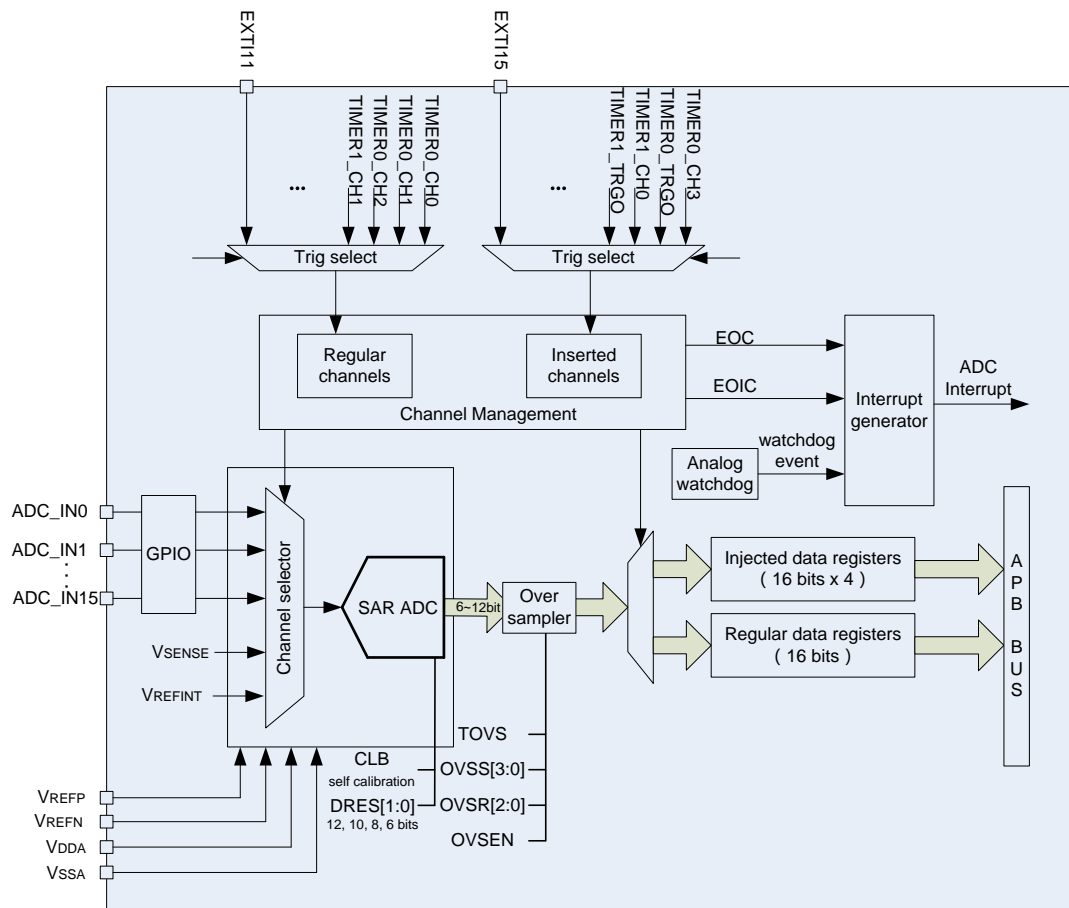 EXTI11
EXTI15
TIMER1_CH1
TIMER0_CH2
TIMER0_CH1
TIMER0_CH0
...
TIMER1_TRGO
TIMER1_CH0
TIMER0_TRGO
TIMER0_CH3
...
Trig select
Trig select
Regular
channels
Inserted
channels
Channel Management
EOC
EOIC
Interrupt
generator
ADC
Interrupt
Analog
watchdog
watchdog
event
ADC_IN0
ADC_IN1
ADC_IN15
GPIO
VSENSE
VREFINT
Channel selector
SAR ADC
6~12bit
Over
sampler
Injected data registers
( 16 bits x 4 )
Regular data registers
( 16 bits )
A
P
B
B
U
S
TOVS
OVSS[3:0]
OVSR[2:0]
OVSEN
CLB
self calibration
DRES[1:0]
12, 10, 8, 6 bits
VREFP
VREFN
VDDA
VSSA